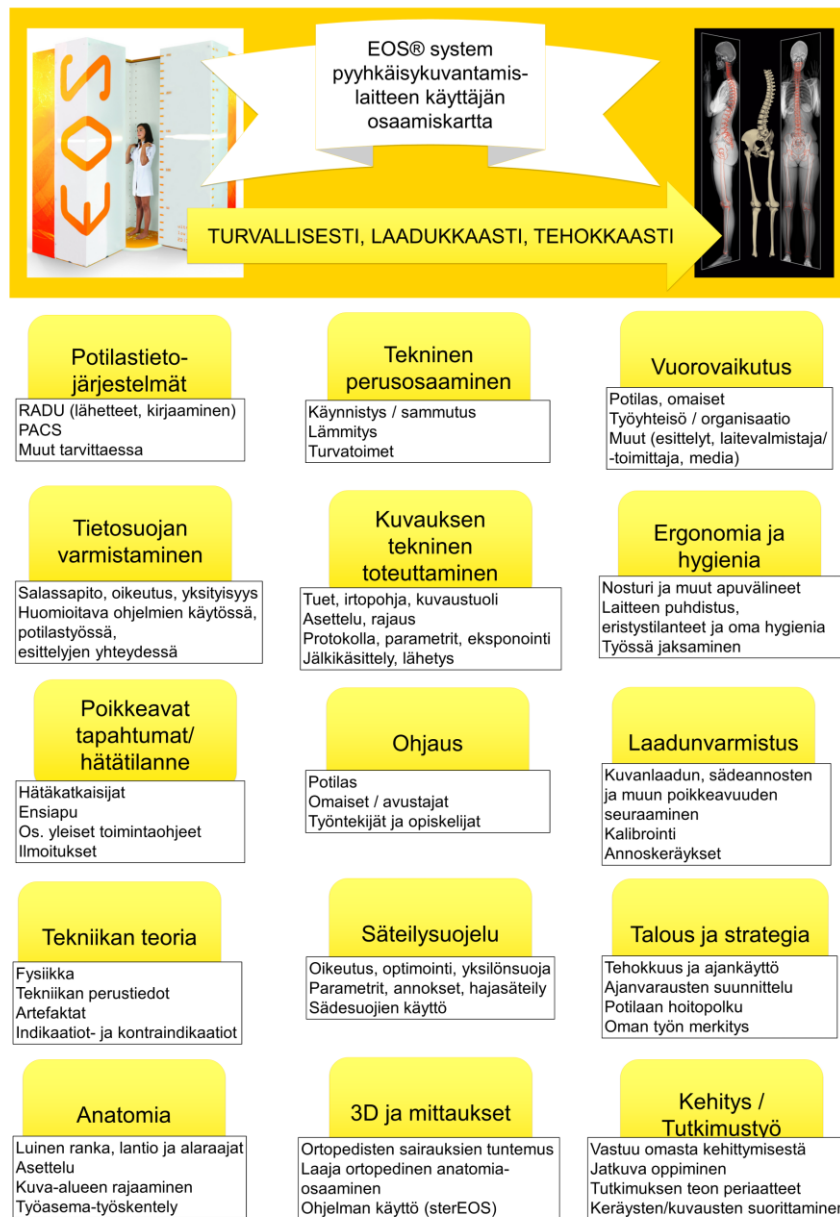 EOS
EOS® system
pyyhkäisykuvantamis-
laitteen käyttäjän
osaamiskartta
TURVALLISESTI, LAADUKKAASTI, TEHOKKAASTI
Potilastieto-
järjestelmät
RADU (lähetteet, kirjaaminen)
PACS
Muut tarvittaessa
Tekninen
perusosaaminen
Käynnistys / sammutus
Lämmitys
Turvatoimet
Vuorovaikutus
Potilas, omaiset
Työyhteisö / organisaatio
Muut (esittelyt, laitevalmistaja/
-toimittaja, media)
Tietosuojan
varmistaminen
Salassapito, oikeutus, yksityisyys
Huomioitava ohjelmien käytössä,
potilastyössä,
esittelyjen yhteydessä
Kuvauksen
tekninen
toteuttaminen
Tuet, irtopohja, kuvaustuoli
Asettelu, rajaus
Protokolla, parametrit, eksponointi
Jälkikäsittely, lähetys
Ergonomia ja
hygienia
Nosturi ja muut apuvälineet
Laitteen puhdistus,
eristystilanteet ja oma hygienia
Työssä jaksaminen
Poikkeavat
tapahtumat/
hätätilanne
Hätäkatkaisijat
Ensiapu
Os. yleiset toimintaohjeet
Ilmoitukset
Ohjaus
Potilas
Omaiset / avustajat
Työntekijät ja opiskelijat
Laadunvarmistus
Kuvanlaadun, sädeannosten
ja muun poikkeavuuden
seuraaminen
Kalibrointi
Annoskeräykset
Tekniikan teoria
Fysiikka
Tekniikan perustiedot
Artefaktat
Indikaatiot- ja kontraindikaatiot
Säteilysuojelu
Oikeutus, optimointi, yksilönsuoja
Parametrit, annokset, hajasäteily
Sädesuojien käyttö
Talous ja strategia
Tehokkuus ja ajankäyttö
Ajanvarausten suunnittelu
Potilaan hoitopolku
Oman työn merkitys
Anatomia
Luinen ranka, lantio ja alaraajat
Asettelu
Kuva-alueen rajaaminen
Työasema-työskentely
3D ja mittaukset
Ortopedisten sairauksien tuntemus
Laaja ortopedinen anatomia-
osaaminen
Ohjelman käyttö (sterEOS)
Kehitys /
Tutkimustyö
Vastuu omasta kehittymisestä
Jatkuva oppiminen
Tutkimuksen teon periaatteet
Keräysten/kuvausten suorittaminen